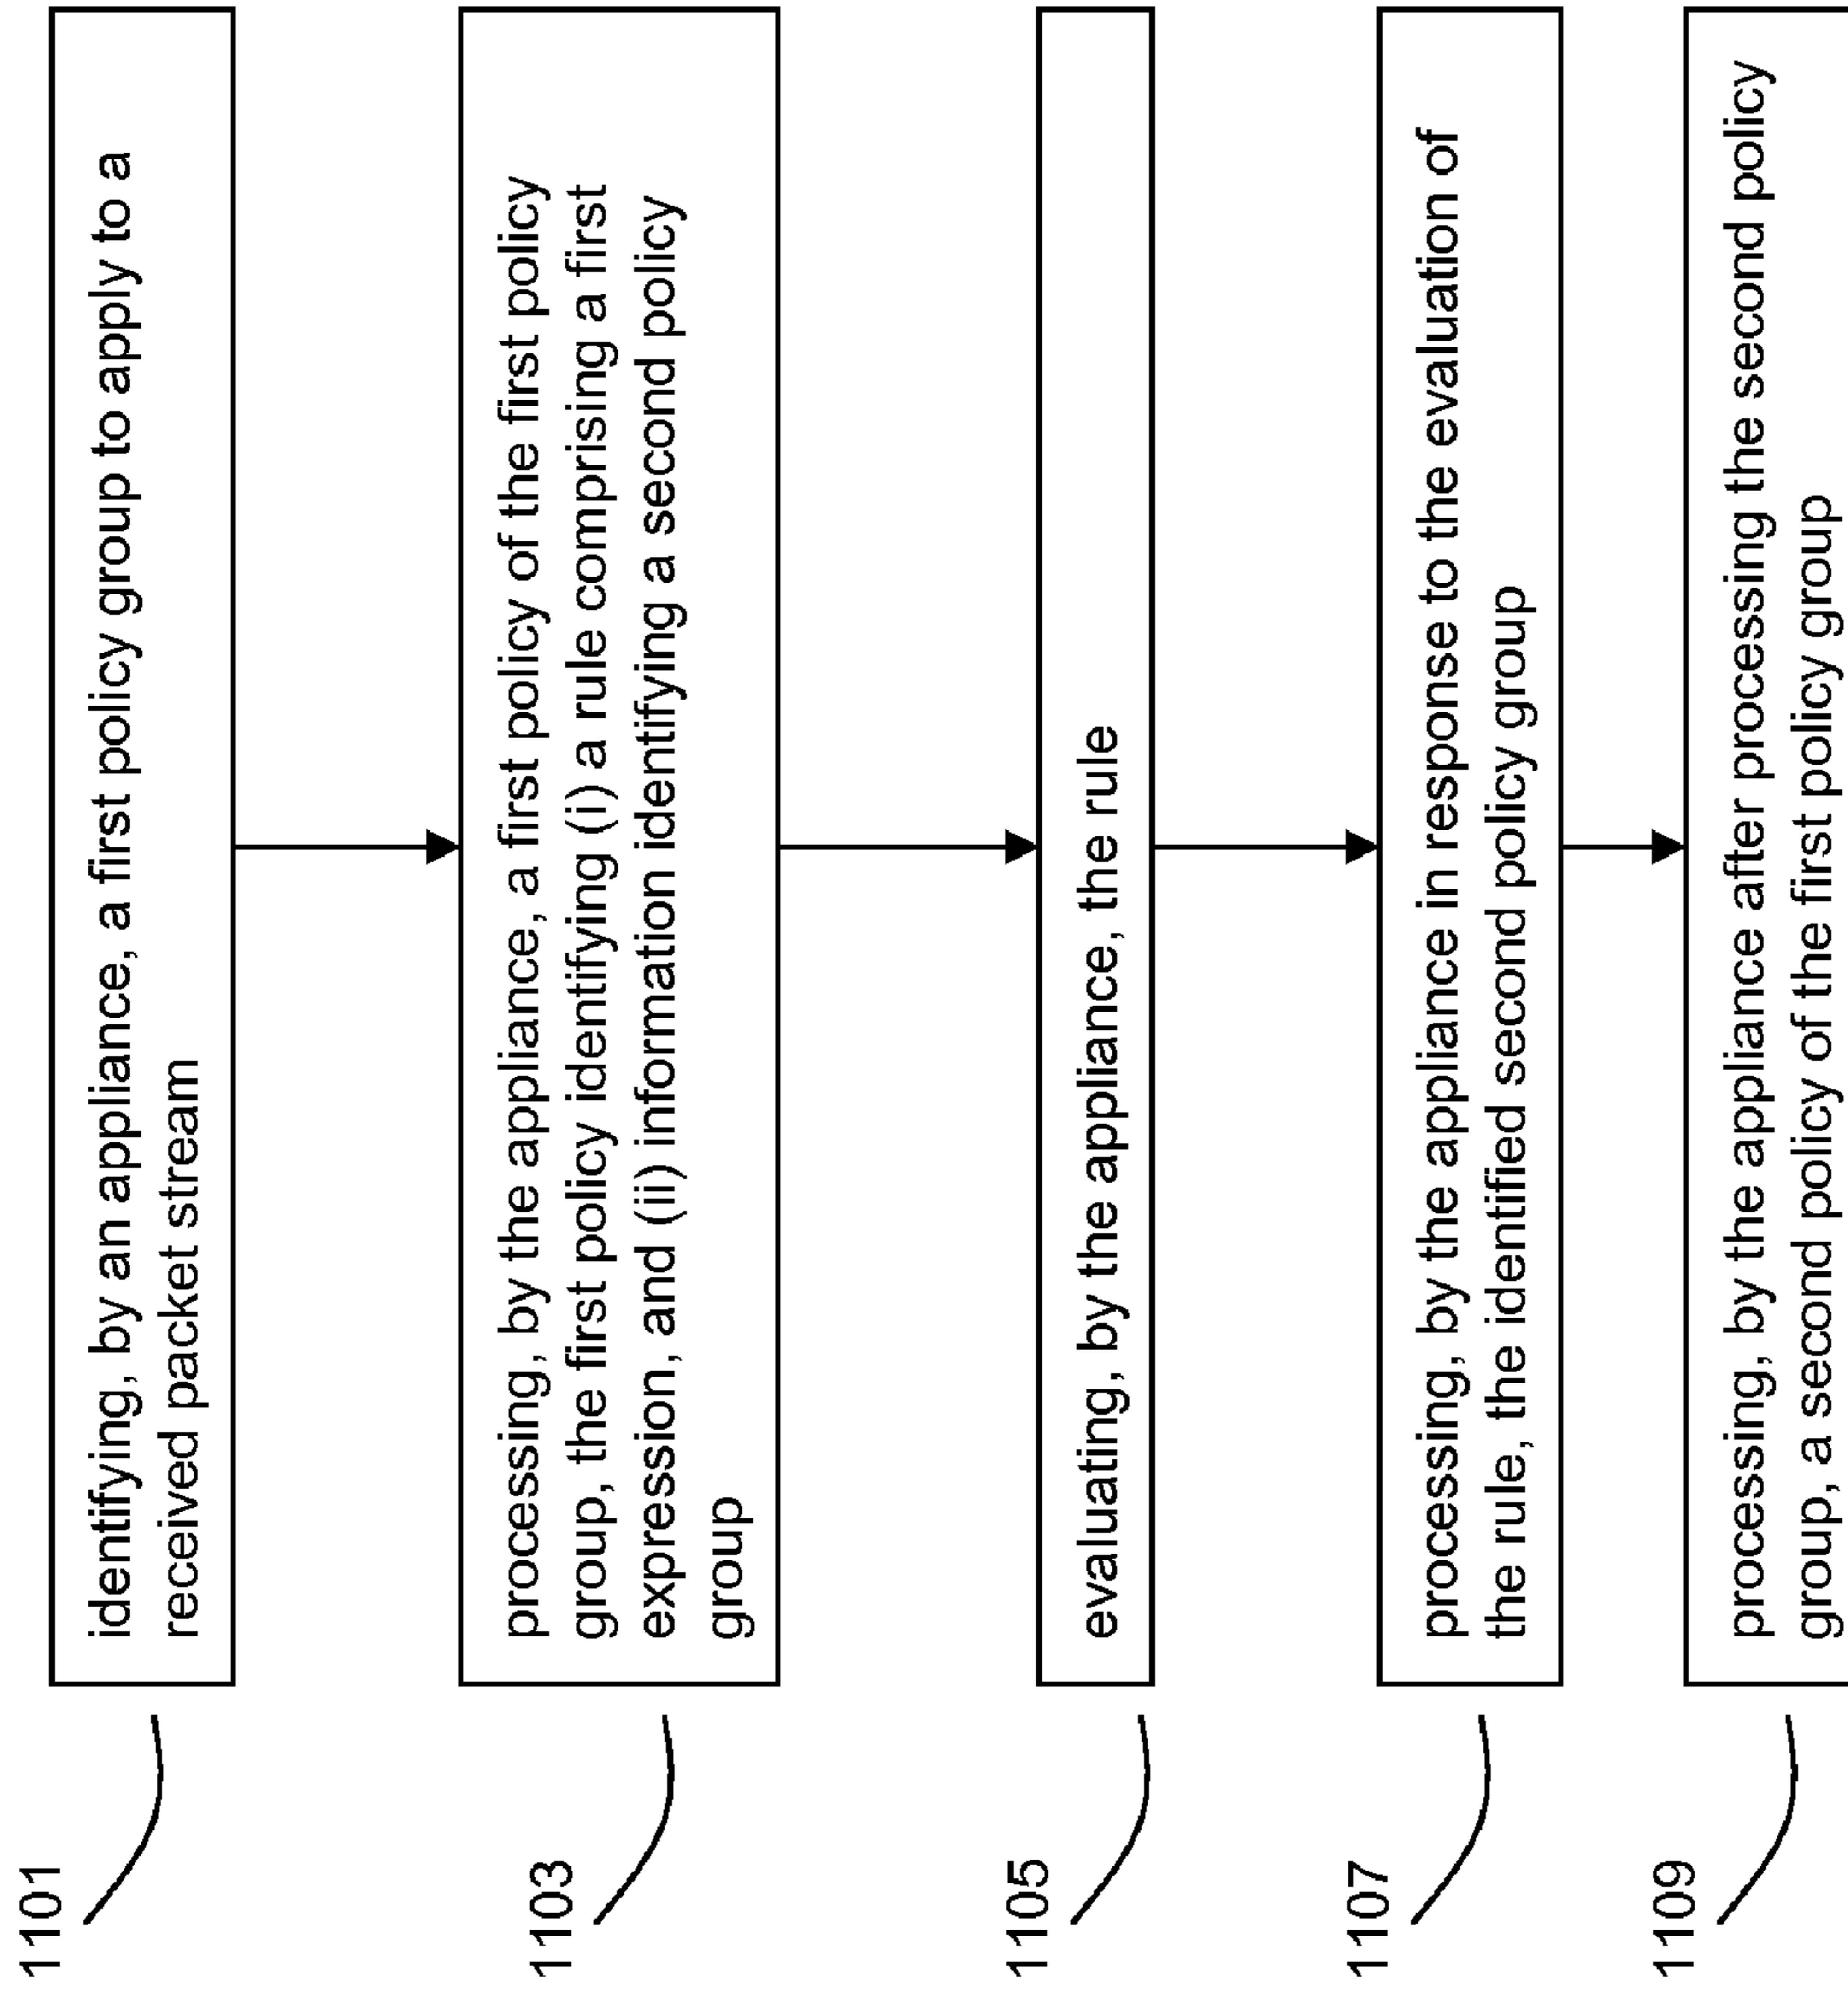 1101
identifying, by an appliance, a first policy group to apply to a
received packet stream
1103
processing, by the appliance, a first policy of the first policy
group, the first policy identifying (i) a rule comprising a first
expression, and (ii) information identifying a second policy
group
1105
evaluating, by the appliance, the rule
1107
processing, by the appliance in response to the evaluation of
the rule, the identified second policy group
1109
processing, by the appliance after processing the second policy
group, a second policy of the first policy group